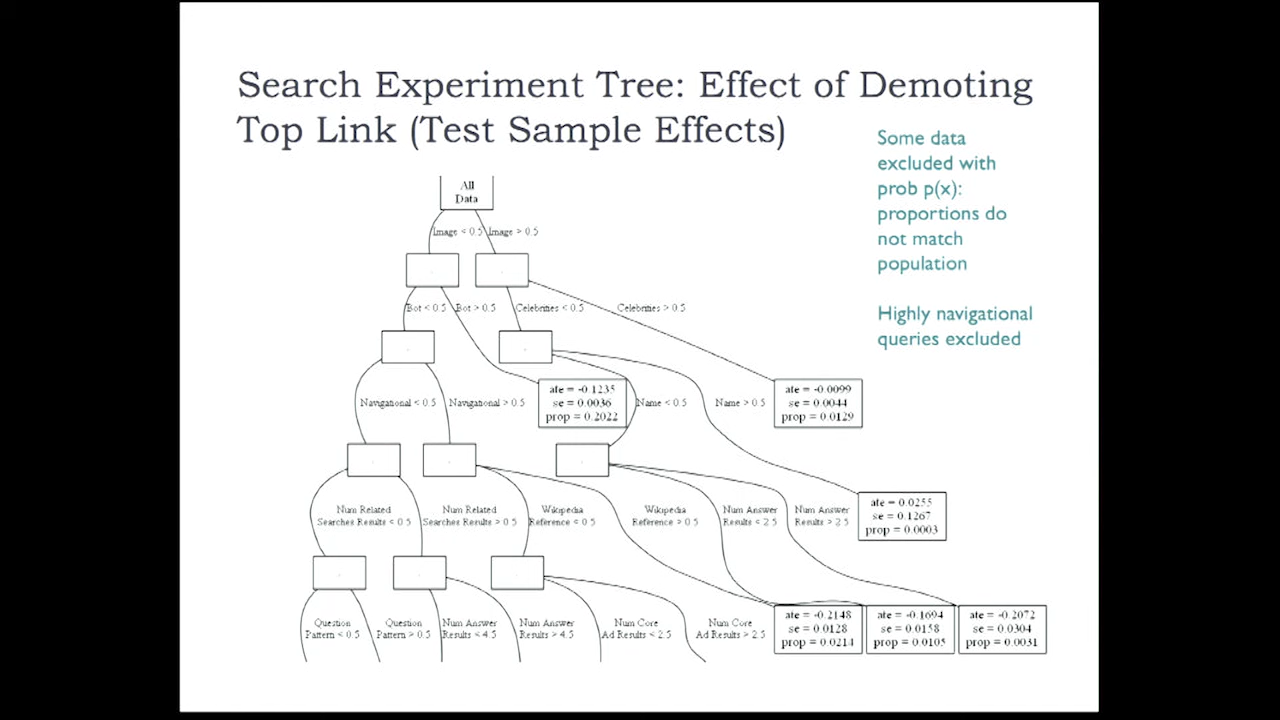 Search Experiment Tree: Effect of Demoting
Top Link (Test Sample Effects)
Some data
excluded with
prob p(x):
proportions do
not match
population
Highly navigational
queries excluded
All
Data
Image < 0.5
Image > 0.5
Bot < 0.5
Bot > 0.5
Celebrities < 0.5
Celebrities > 0.5
ate = -0.1235
se = 0.0036
prop = 0.2022
ate = -0.0099
se = 0.0044
prop = 0.0129
Navigational < 0.5
Navigational > 0.5
Name < 0.5
Name > 0.5
ate = 0.0255
se = 0.1267
prop = 0.0003
Num Related
Searches Results < 0.5
Num Related
Searches Results > 0.5
Wikipedia
Reference < 0.5
Wikipedia
Reference > 0.5
Num Answer
Results < 2.5
Num Answer
Results > 2.5
Question
Pattern < 0.5
Question
Pattern > 0.5
Num Answer
Results < 4.5
Num Answer
Results > 4.5
Num Core
Ad Results < 2.5
Num Core
Ad Results > 2.5
ate = -0.2148
se = 0.0128
prop = 0.0214
ate = -0.1694
se = 0.0158
prop = 0.0105
ate = -0.2072
se = 0.0304
prop = 0.0031